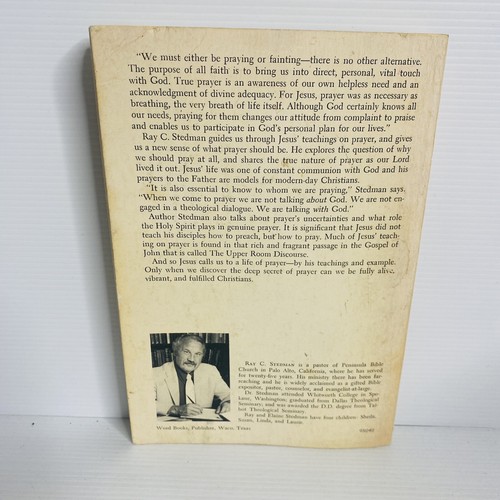 "We must either be praying or fainting—there is no other alternative.
The purpose of all faith is to bring us into direct, personal, vital touch
with God. True prayer is an awareness of our own helpless need and an
acknowledgment of divine adequacy. For Jesus, prayer was as necessary as
breathing, the very breath of life itself. Although God certainly knows all
our needs, praying for them changes our attitude from complaint to praise
and enables us to participate in God's personal plan for our lives."
Ray C. Stedman guides us through Jesus' teachings on prayer, and gives
us a new sense of what prayer should be. He explores the question of why
we should pray at all, and shares the true nature of prayer as our Lord
lived it out. Jesus' life was one of constant communion with God and his
prayers to the Father are models for modern-day Christians.
"It is also essential to know to whom we are praying," Stedman says,
"When we come to prayer we are not talking about God. We are not en-
gaged in a theological dialogue. We are talking with God."
Author Stedman also talks about prayer's uncertainties and what role
the Holy Spirit plays in genuine prayer. It is significant that Jesus did not
teach his disciples how to preach, but how to pray. Much of Jesus' teach-
ing on prayer is found in that rich and fragrant passage in the Gospel of
John that is called The Upper Room Discourse.
And so Jesus calls us to a life of prayer—by his teachings and example.
Only when we discover the deep secret of prayer can we be fully alive,
vibrant, and fulfilled Christians.
RAY C. STEDMAN is a pastor of Peninsula Bible
Church in Palo Alto, California, where he has served
for twenty-five years. His ministry there has been far-
reaching and he is widely acclaimed as a gifted Bible
expositor, pastor, counselor, and evangelist-at-large.
Dr. Stedman attended Whitworth College in Spo-
kane, Washington; graduated from Dallas Theological
Seminary; and was awarded the D.D. degree from Tal-
bot Theological Seminary.
Ray and Elaine Stedman have four children: Sheila,
Susan, Linda, and Laurie.
Word Books, Publisher, Waco, Texas